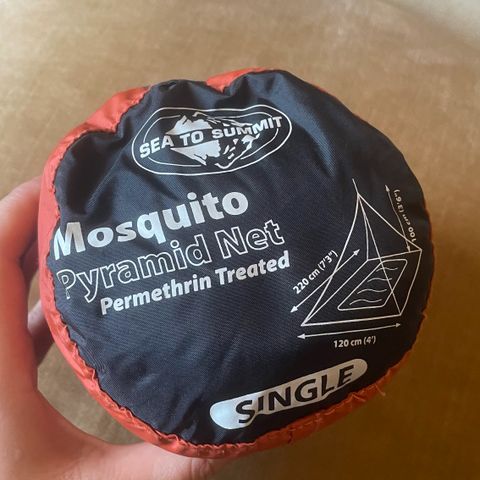 SEA TO SUMMIT
Mosquito
Pyramid Net
Permethrin Treated
100 cm (3'6")
220 cm (7'3")
120 cm (4')
SINGLE